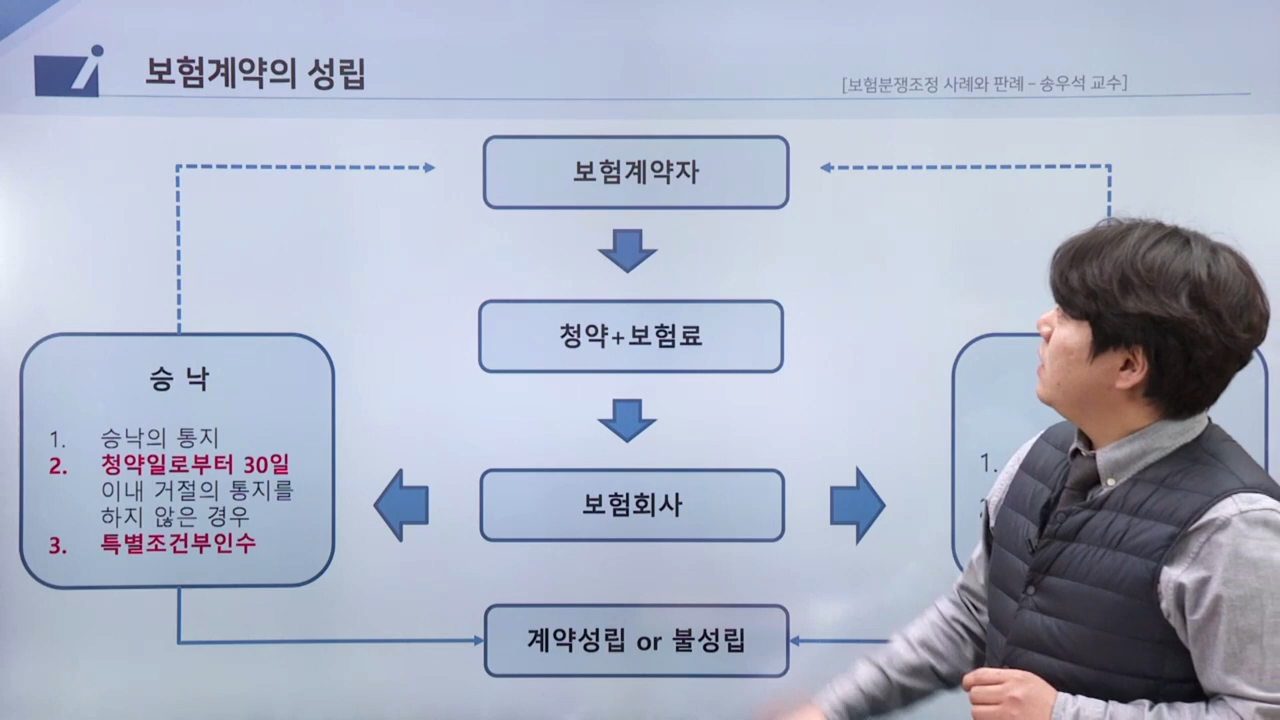 보험계약의 성립
[보험분쟁조정 사례와 판례 – 송우석 교수]
보험계약자
청약+보험료
승 낙
1. 승낙의 통지
2. 청약일로부터 30일
이내 거절의 통지를
하지 않은 경우
3. 특별조건부인수
보험회사
1.
계약성립 or 불성립